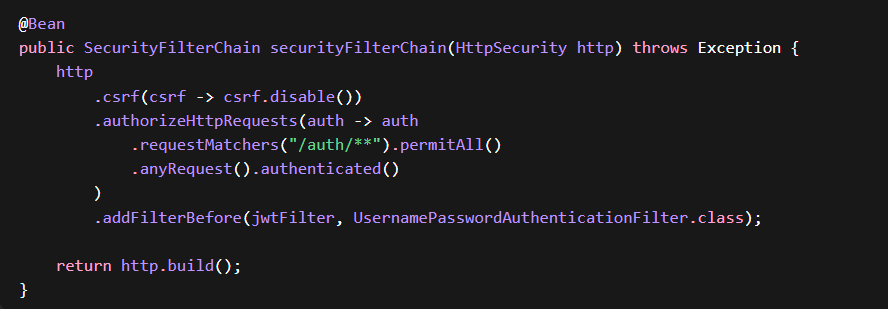 @Bean
public SecurityFilterChain securityFilterChain(HttpSecurity http) throws Exception {
    http
        .csrf(csrf -> csrf.disable())
        .authorizeHttpRequests(auth -> auth
            .requestMatchers("/auth/**").permitAll()
            .anyRequest().authenticated()
        )
        .addFilterBefore(jwtFilter, UsernamePasswordAuthenticationFilter.class);

    return http.build();
}